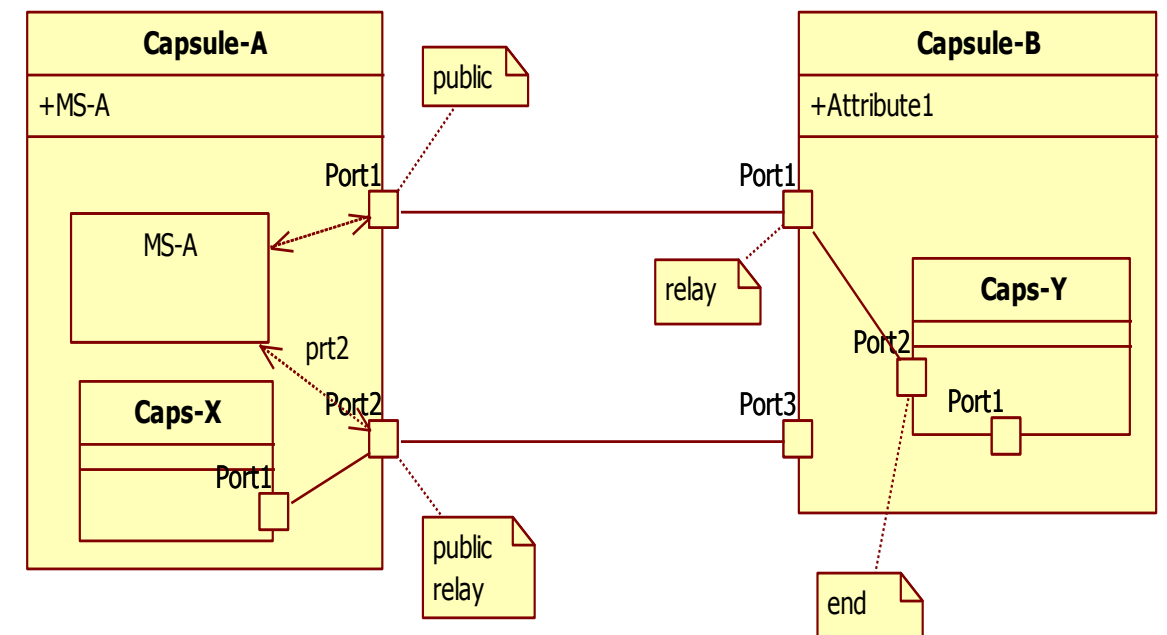 Capsule-A
Capsule-B
public
+MS-A
+Attribute1
Port1
Port1
MS-A
relay
Caps-Y
prt2
Port2
Caps-X
Port2
Port3
Port1
Port1
public
relay
end